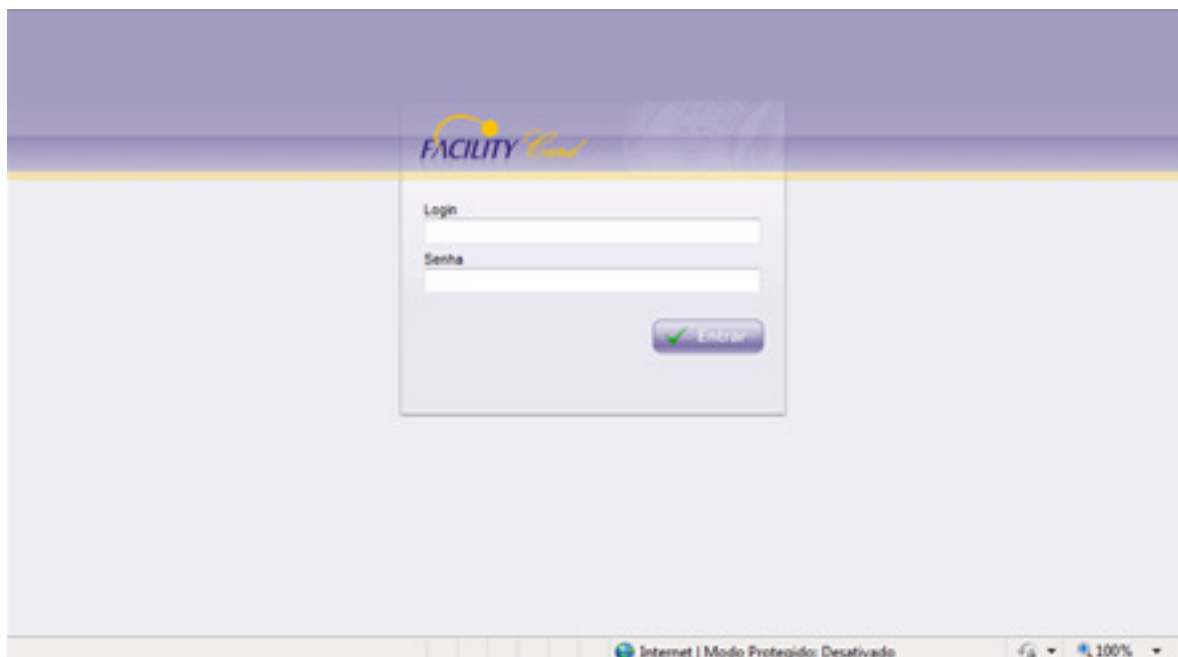 FACILITY Card
Login
Senha
Entrar
Internet | Modo Protegido: Desativado
100%